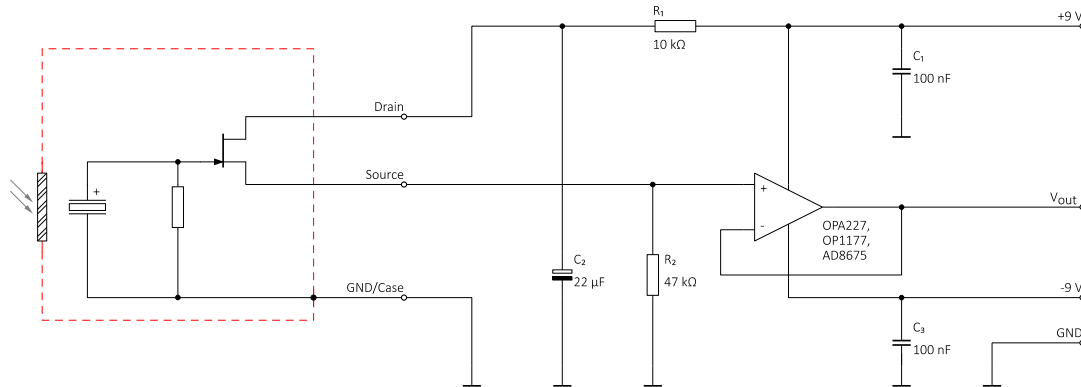 R₁
10 kΩ
+9 V
C₁
100 nF
Drain
+
Source
+
-
Vout
OPA227,
OP1177,
AD8675
C₂
22 µF
R₂
47 kΩ
GND/Case
-9 V
C₃
100 nF
GND